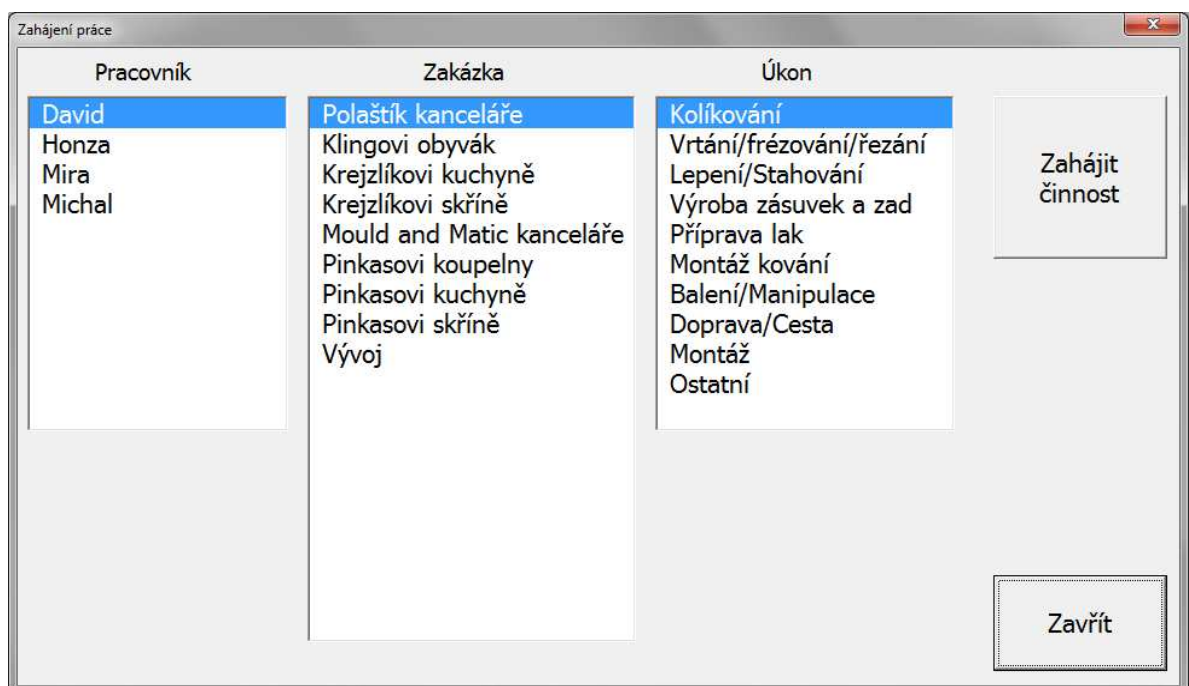 Zahájení práce
Pracovník
Zakázka
Úkon
David
Honza
Mira
Michal
Polaštík kanceláře
Klingovi obyvák
Krejzlíkovi kuchyně
Krejzlíkovi skříně
Mould and Matic kanceláře
Pinkasovi koupelny
Pinkasovi kuchyně
Pinkasovi skříně
Vývoj
Kolíkování
Vrtání/frézování/řezání
Lepení/Stahování
Výroba zásuvek a zad
Příprava lak
Montáž kování
Balení/Manipulace
Doprava/Cesta
Montáž
Ostatní
Zahájit
činnost
Zavřít